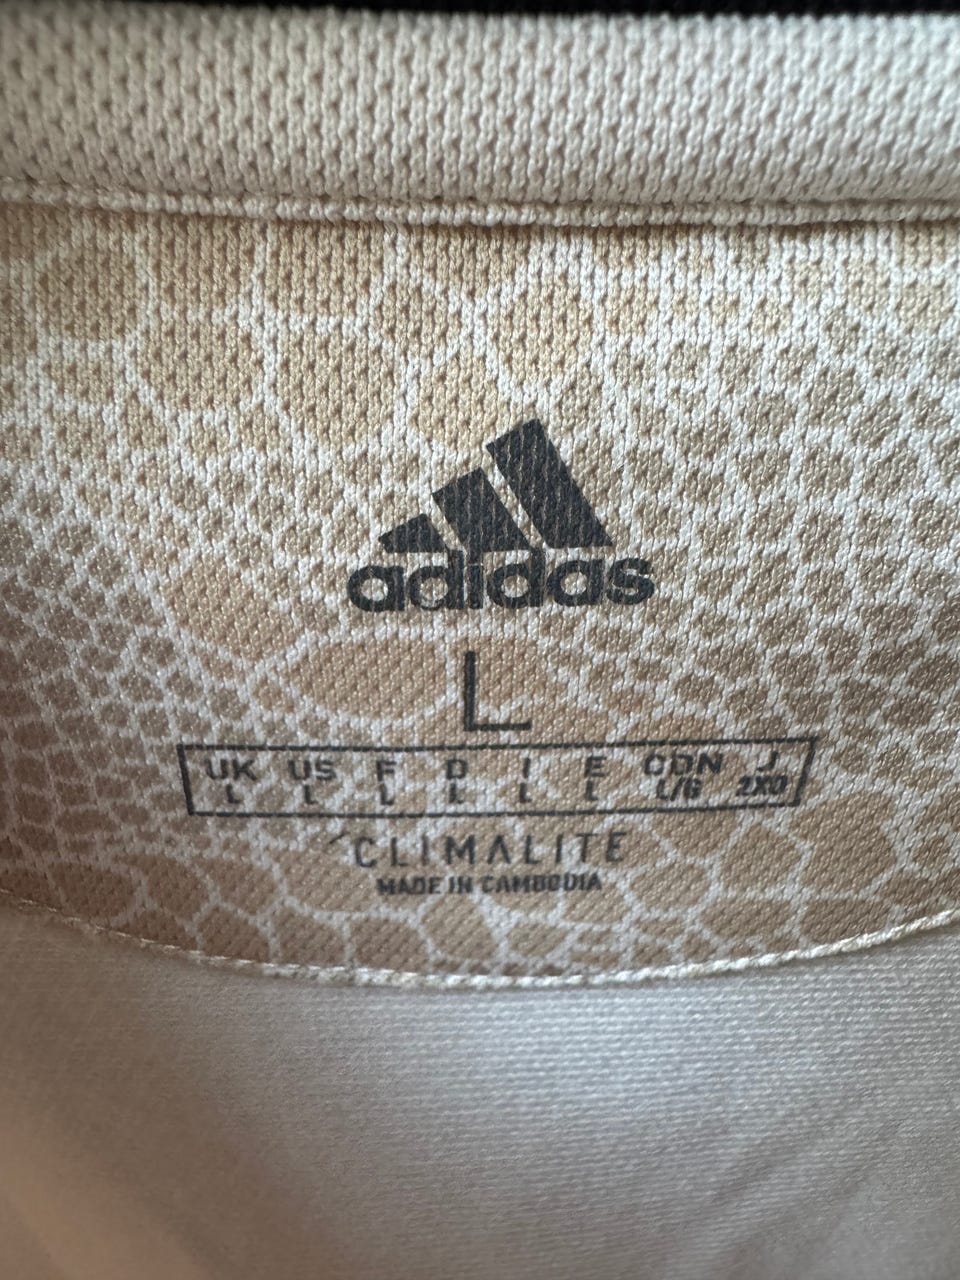 adidas
L
UK US F D I E CDN J
L L L L L L L/G 2XO
CLIMALITE
MADE IN CAMBODIA